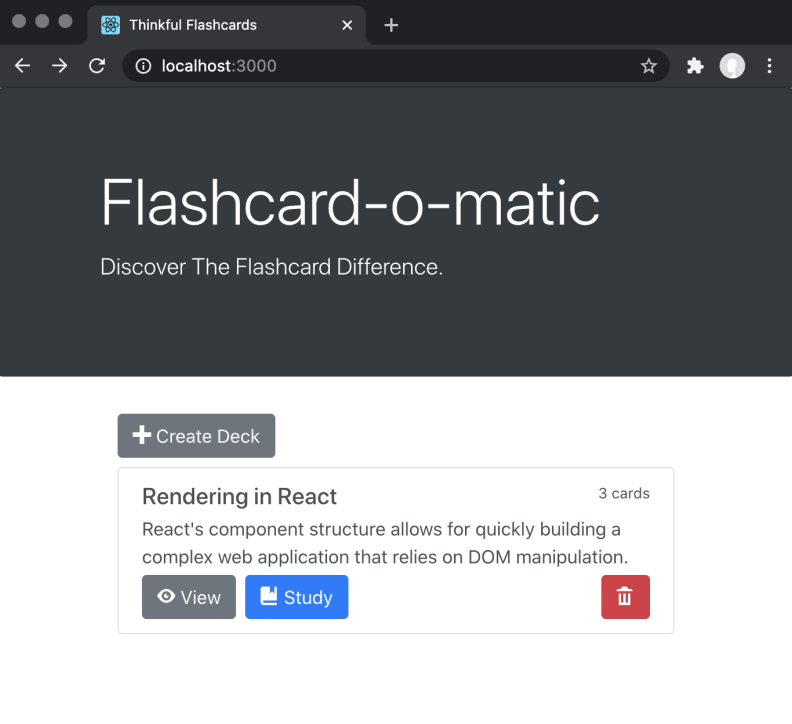 Thinkful Flashcards
localhost:3000
Flashcard-o-matic
Discover The Flashcard Difference.
Create Deck
Rendering in React 3 cards
React's component structure allows for quickly building a
complex web application that relies on DOM manipulation.
View Study